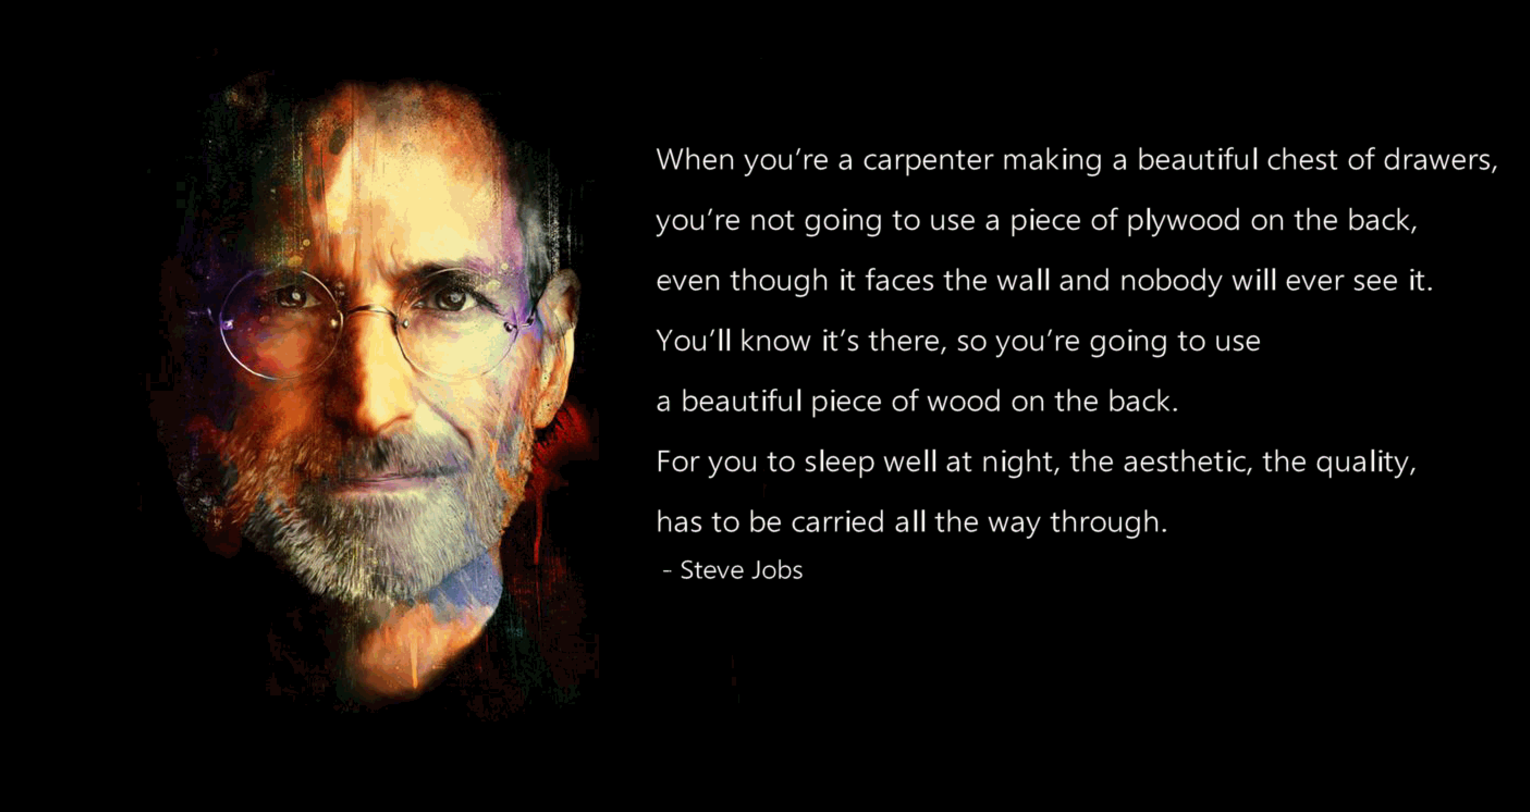 When you’re a carpenter making a beautiful chest of drawers,
you’re not going to use a piece of plywood on the back,
even though it faces the wall and nobody will ever see it.
You’ll know it’s there, so you’re going to use
a beautiful piece of wood on the back.
For you to sleep well at night, the aesthetic, the quality,
has to be carried all the way through.
- Steve Jobs